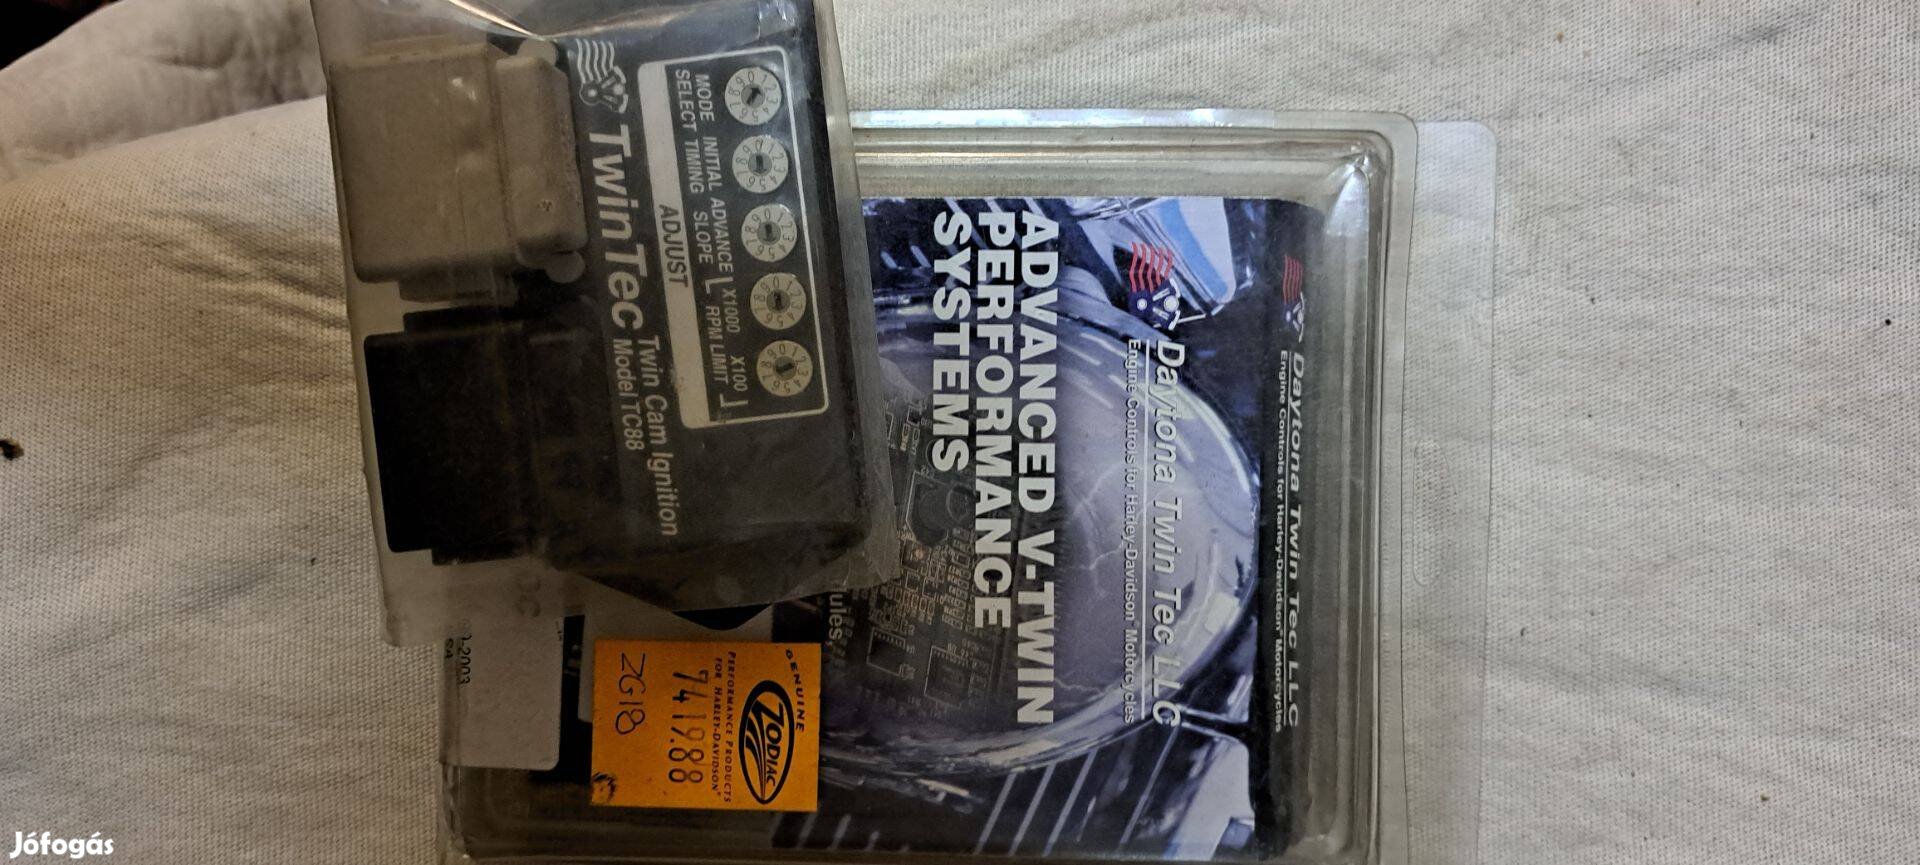 TwinTec Twin Cam Ignition
Model TC88
MODE SELECT
INITIAL TIMING
ADVANCE SLOPE
X1000 X100
RPM LIMIT
ADJUST
Daytona Twin Tec LLC
Engine Controls for Harley-Davidson® Motorcycles
Daytona Twin Tec LLC
Engine Controls for Harley-Davidson® Motorcycles
ADVANCED V-TWIN
PERFORMANCE
SYSTEMS
GENUINE
ZODIAC
PERFORMANCE PRODUCTS
FOR HARLEY-DAVIDSON®
741988
ZG18
Jófogás